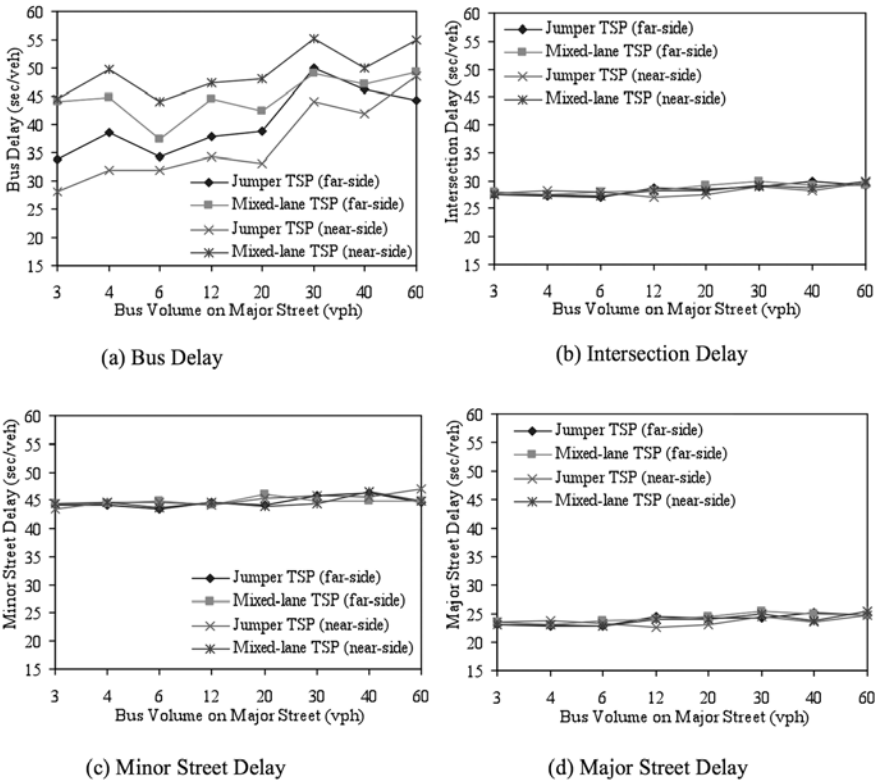 60
55
50
45
40
35
30
25
20
15
Bus Delay (sec/veh)
Jumper TSP (far-side)
Mixed-lane TSP (far-side)
Jumper TSP (near-side)
Mixed-lane TSP (near-side)
3 4 6 12 20 30 40 60
Bus Volume on Major Street (vph)
(a) Bus Delay
60
55
50
45
40
35
30
25
20
15
Intersection Delay (sec/veh)
Jumper TSP (far-side)
Mixed-lane TSP (far-side)
Jumper TSP (near-side)
Mixed-lane TSP (near-side)
3 4 6 12 20 30 40 60
Bus Volume on Major Street (vph)
(b) Intersection Delay
60
55
50
45
40
35
30
25
20
15
Minor Street Delay (sec/veh)
Jumper TSP (far-side)
Mixed-lane TSP (far-side)
Jumper TSP (near-side)
Mixed-lane TSP (near-side)
3 4 6 12 20 30 40 60
Bus Volume on Major Street (vph)
(c) Minor Street Delay
60
55
50
45
40
35
30
25
20
15
Major Street Delay (sec/veh)
Jumper TSP (far-side)
Mixed-lane TSP (far-side)
Jumper TSP (near-side)
Mixed-lane TSP (near-side)
3 4 6 12 20 30 40 60
Bus Volume on Major Street (vph)
(d) Major Street Delay